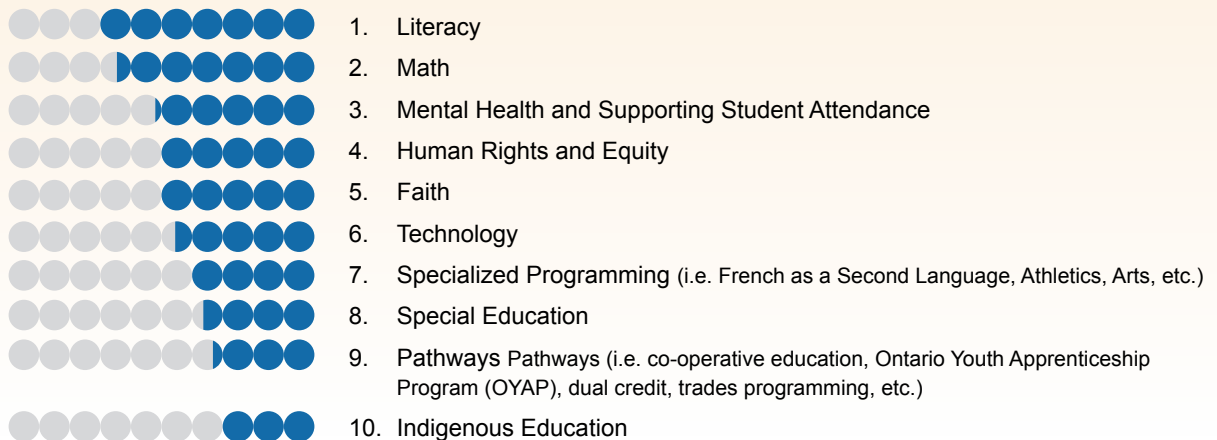 1. Literacy
2. Math
3. Mental Health and Supporting Student Attendance
4. Human Rights and Equity
5. Faith
6. Technology
7. Specialized Programming (i.e. French as a Second Language, Athletics, Arts, etc.)
8. Special Education
9. Pathways Pathways (i.e. co-operative education, Ontario Youth Apprenticeship
Program (OYAP), dual credit, trades programming, etc.)
10. Indigenous Education